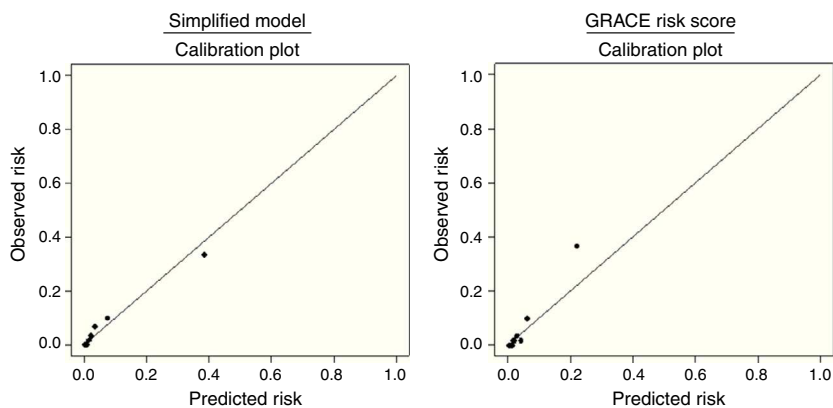 Simplified model
Calibration plot
1.0
0.8
0.6
0.4
0.2
0.0
Observed risk
0.0 0.2 0.4 0.6 0.8 1.0
Predicted risk
GRACE risk score
Calibration plot
1.0
0.8
0.6
0.4
0.2
0.0
Observed risk
0.0 0.2 0.4 0.6 0.8 1.0
Predicted risk